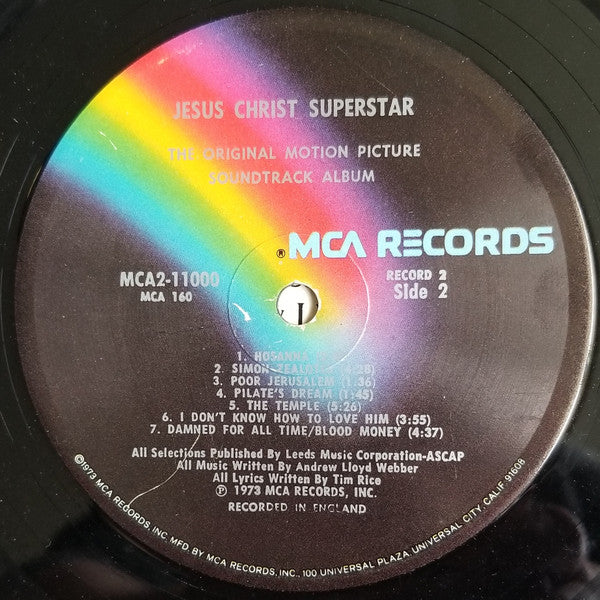 JESUS CHRIST SUPERSTAR
THE ORIGINAL MOTION PICTURE
SOUNDTRACK ALBUM
® MCA RECORDS
MCA2-11000
MCA 160
RECORD 2
Side 2
1. HOSANNA
2. SIMON ZEALOTES (4:28)
3. POOR JERUSALEM (1:36)
4. PILATE'S DREAM (1:45)
5. THE TEMPLE (5:26)
6. I DON'T KNOW HOW TO LOVE HIM (3:55)
7. DAMNED FOR ALL TIME/BLOOD MONEY (4:37)
All Selections Published By Leeds Music Corporation-ASCAP
All Music Written By Andrew Lloyd Webber
All Lyrics Written By Tim Rice
℗ 1973 MCA RECORDS, INC.
RECORDED IN ENGLAND
©1973 MCA RECORDS, INC. MFD. BY MCA RECORDS, INC., 100 UNIVERSAL PLAZA, UNIVERSAL CITY, CALIF. 91608